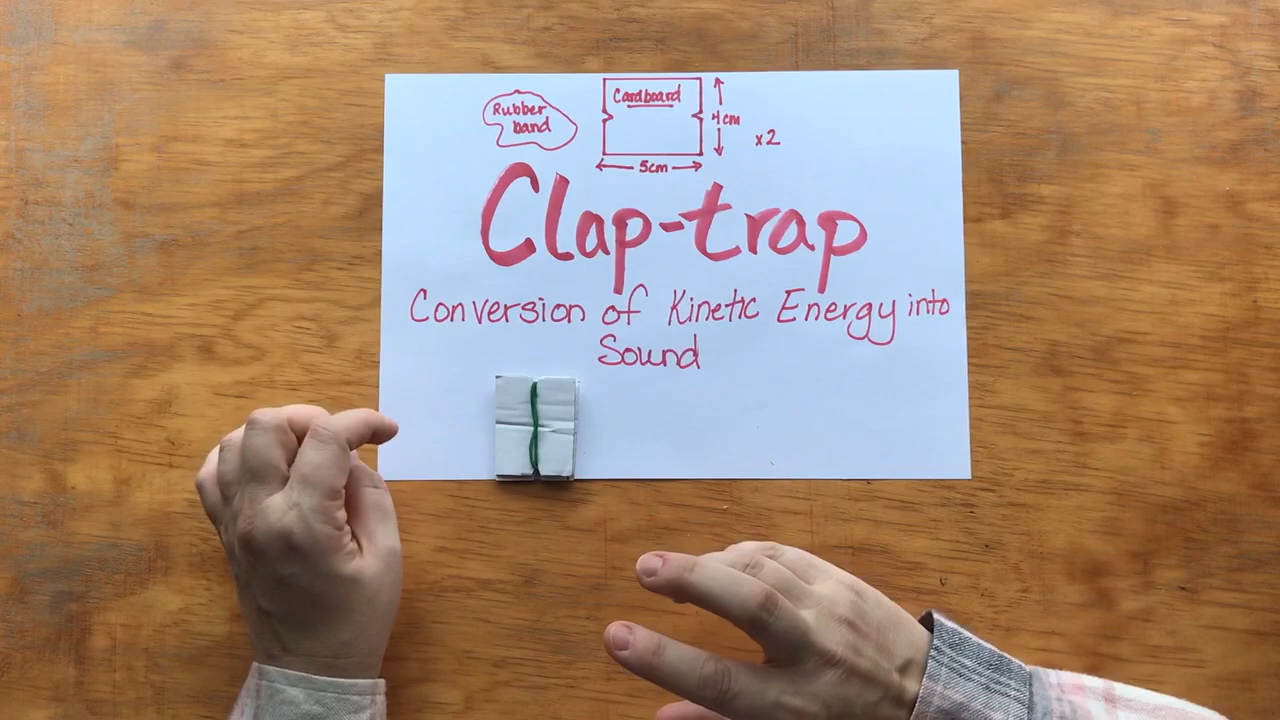 Rubber
band
Cardboard
4cm
x2
5cm
Clap-trap
Conversion of Kinetic Energy into
Sound